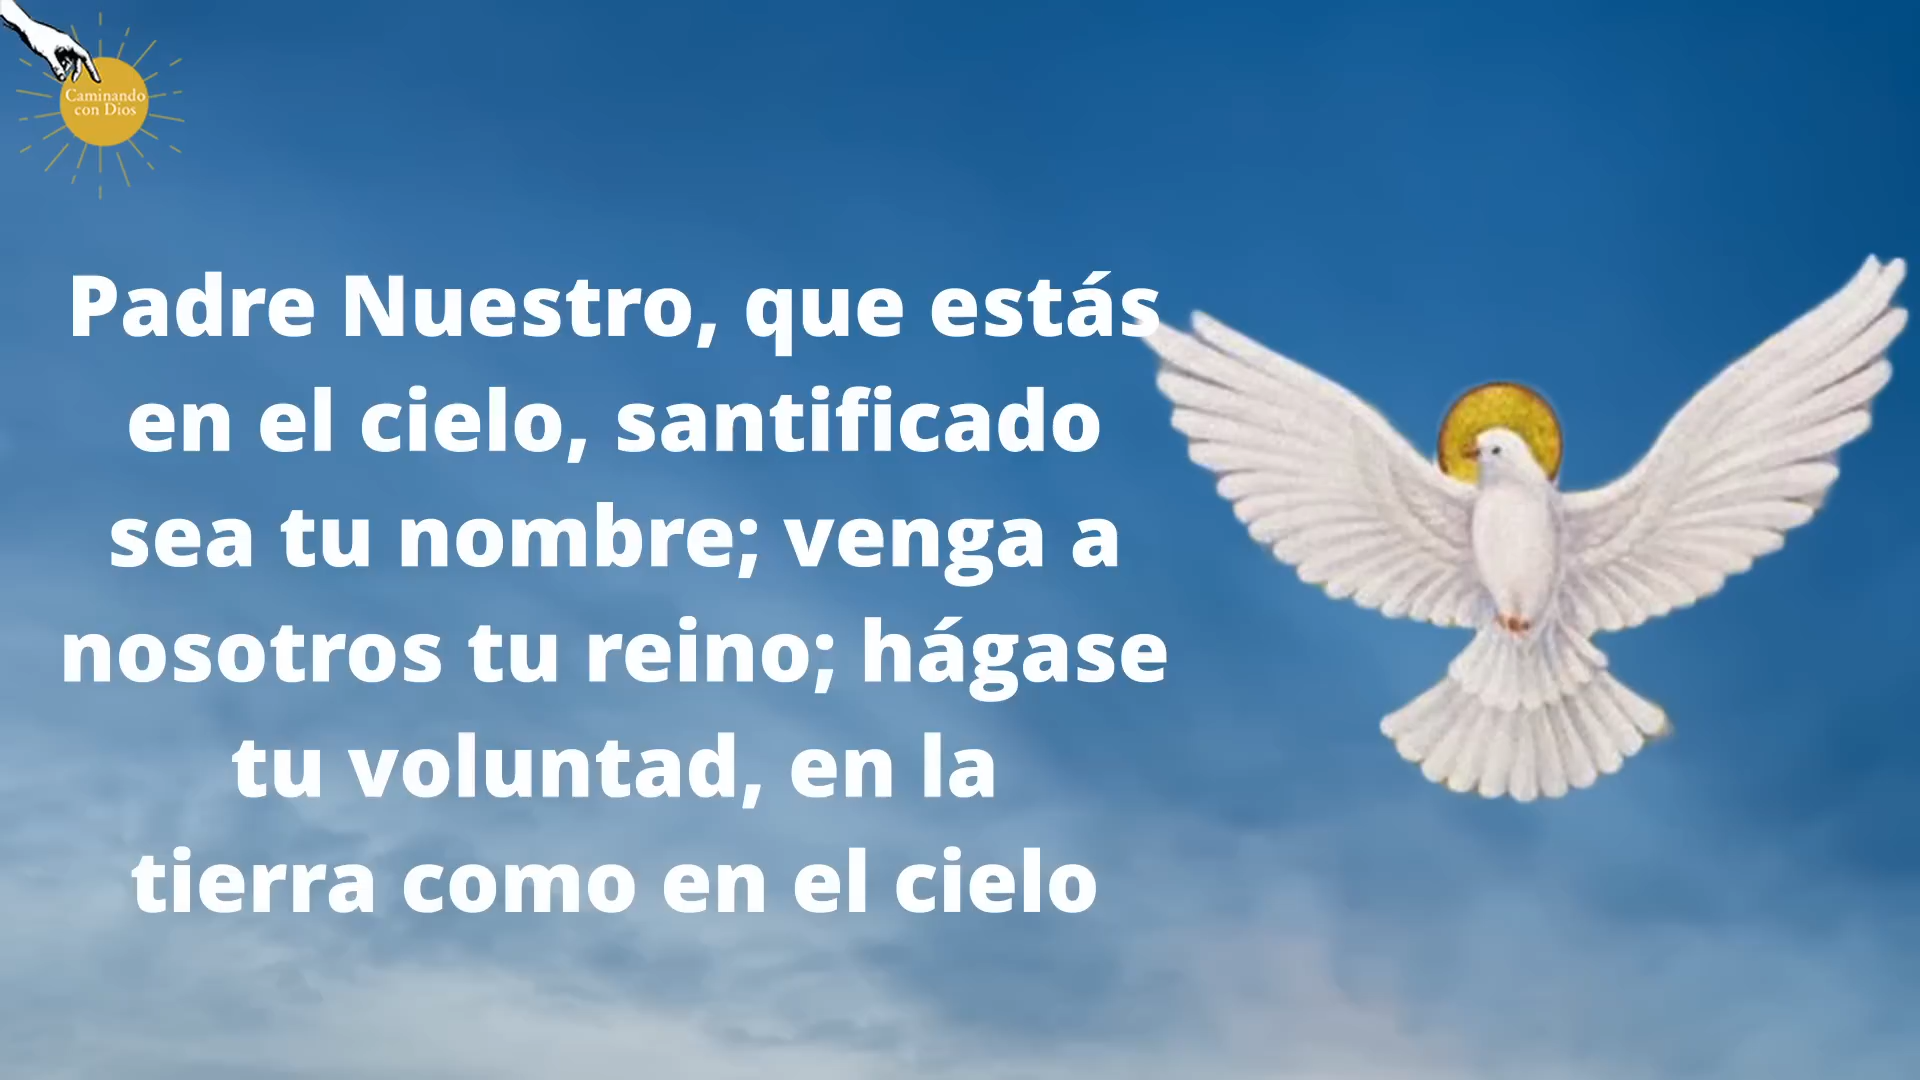 Caminando
con Dios
Padre Nuestro, que estás
en el cielo, santificado
sea tu nombre; venga a
nosotros tu reino; hágase
tu voluntad, en la
tierra como en el cielo